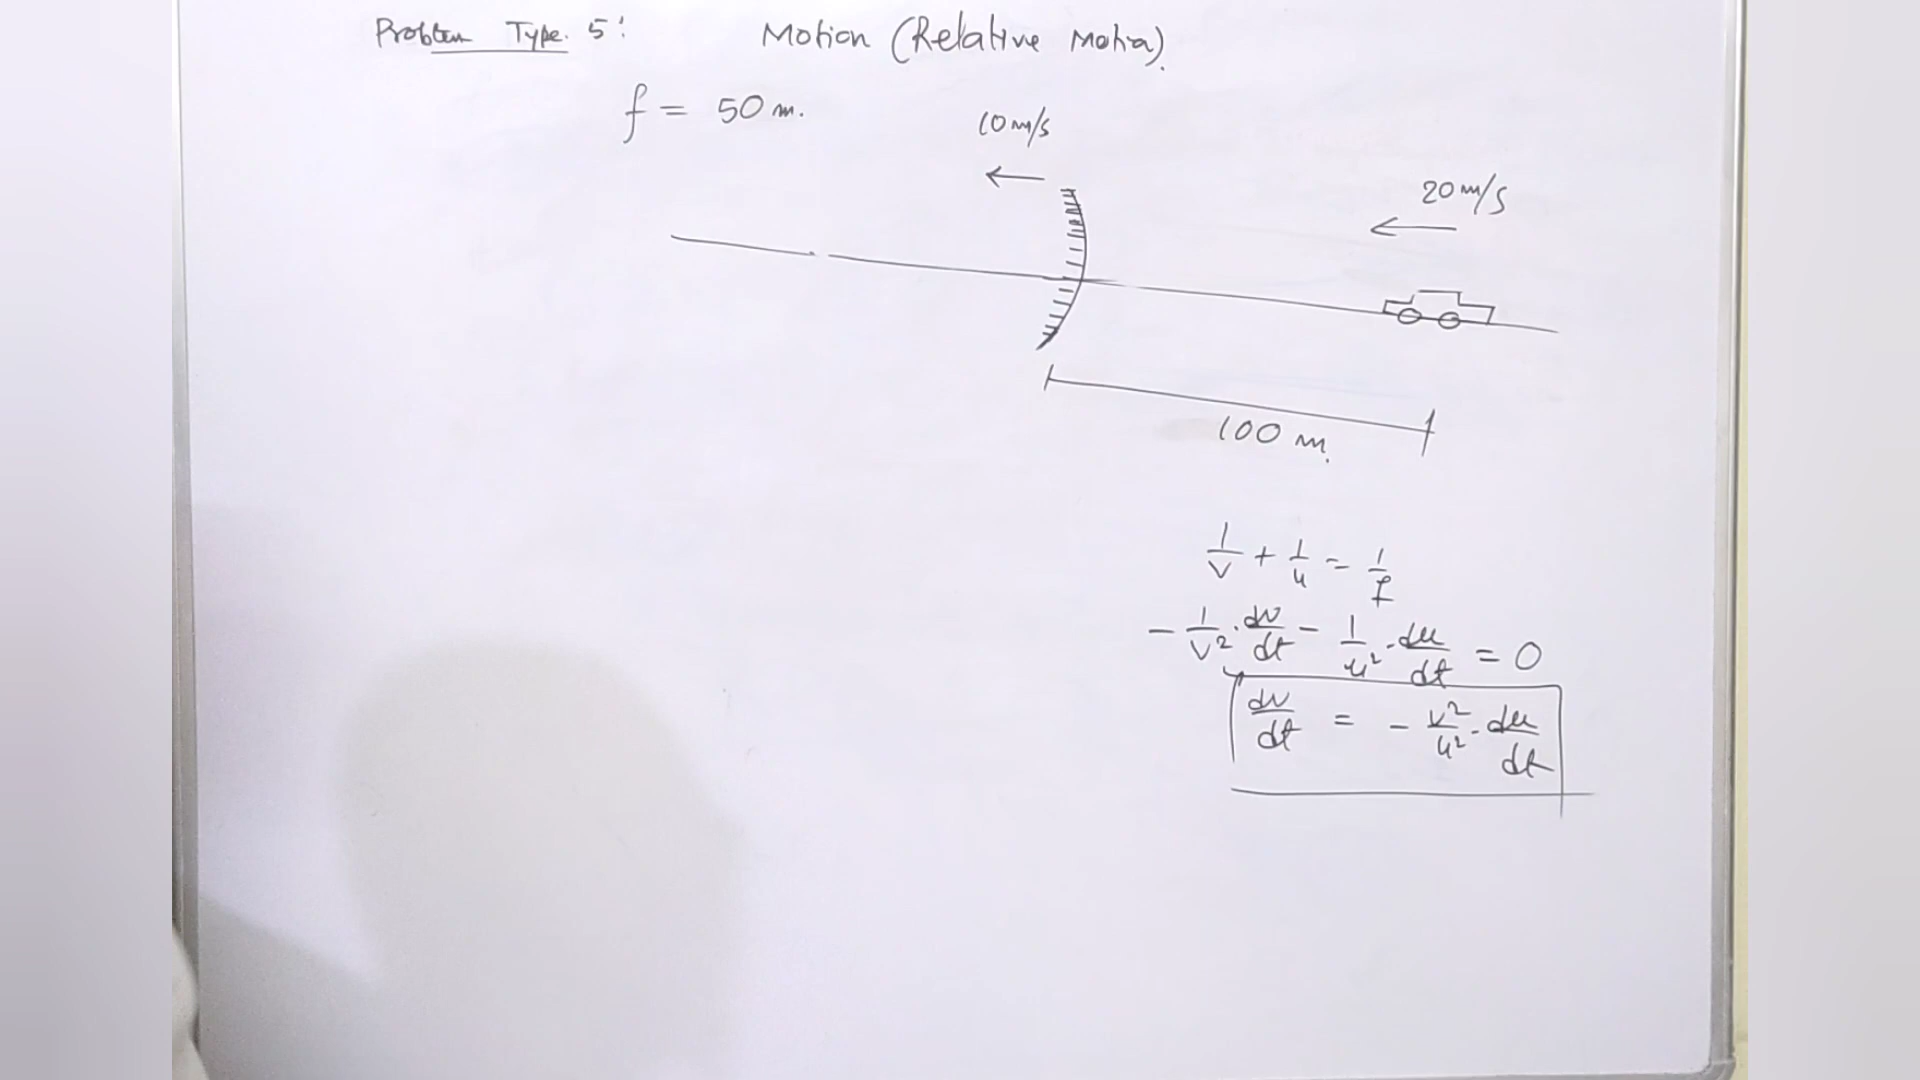 Problem Type. 5:
Motion (Relative Motion).
f = 50 m.
10 m/s
20 m/s
100 m.
1/v + 1/u = 1/f
- 1/v² · dv/dt - 1/u² · du/dt = 0
dv/dt = - v²/u² · du/dt